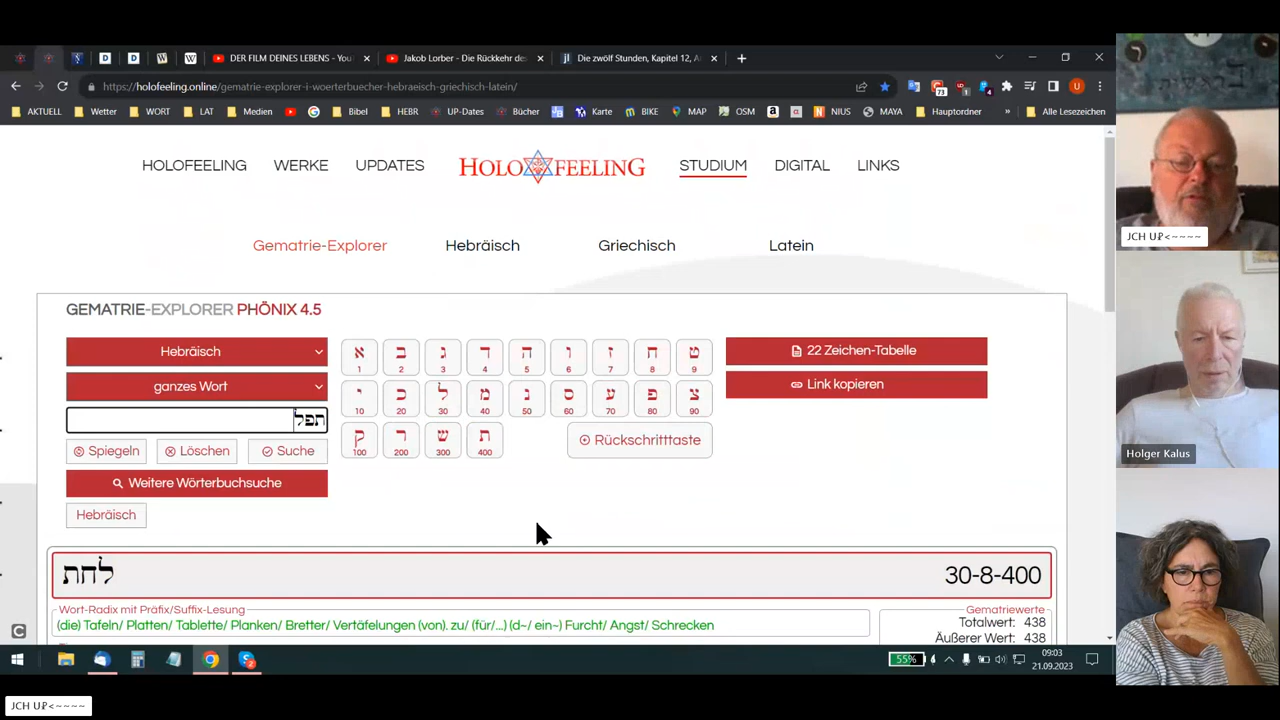 DER FILM DEINES LEBENS - YouT
Jakob Lorber - Die Rückkehr des
Die zwölf Stunden, Kapitel 12, A
https://holofeeling.online/gematrie-explorer-i-woerterbuecher-hebraeisch-griechisch-latein/
AKTUELL Wetter WORT LAT Medien Bibel HEBR UP-Dates Bücher Karte BIKE MAP OSM NIUS MAYA Hauptordner » Alle Lesezeichen
HOLOFEELING WERKE UPDATES HOLO FEELING STUDIUM DIGITAL LINKS
Gematrie-Explorer Hebräisch Griechisch Latein
GEMATRIE-EXPLORER PHÖNIX 4.5
Hebräisch
ganzes Wort
תפל
Spiegeln Löschen Suche
Weitere Wörterbuchsuche
Hebräisch
א ב ג ד ה ו ז ח ט
1 2 3 4 5 6 7 8 9
י כ ל מ נ ס ע פ צ
10 20 30 40 50 60 70 80 90
ק ר ש ת
100 200 300 400
Rückschritttaste
22 Zeichen-Tabelle
Link kopieren
לחת 30-8-400
Wort-Radix mit Präfix/Suffix-Lesung
(die) Tafeln/ Platten/ Tablette/ Planken/ Bretter/ Vertäfelungen (von). zu/ (für/...) (d~/ ein~) Furcht/ Angst/ Schrecken
Gematriewerte
Totalwert: 438
Äußerer Wert: 438
55%
09:03
21.09.2023
JCH UP<~~~~
Holger Kalus
JCH UP<~~~~